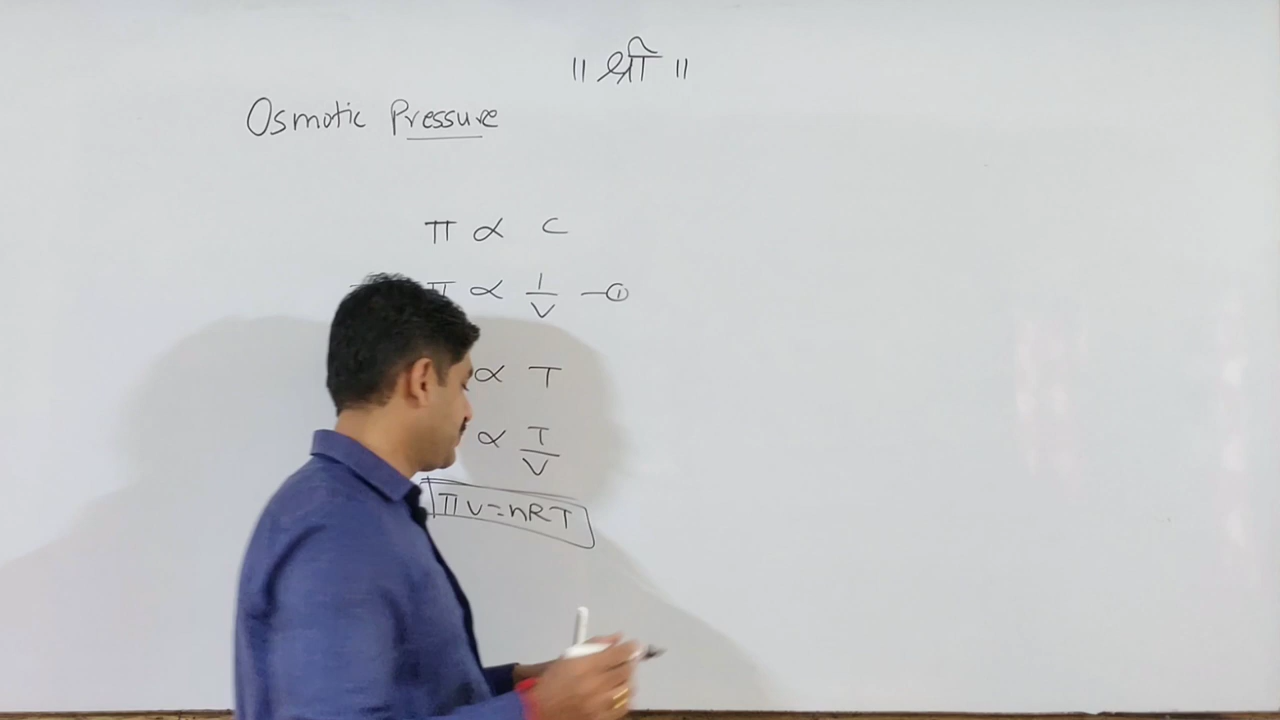 ॥ श्री ॥
Osmotic Pressure
π ∝ C
π ∝ 1/V —①
∝ T
∝ T/V
πV=nRT